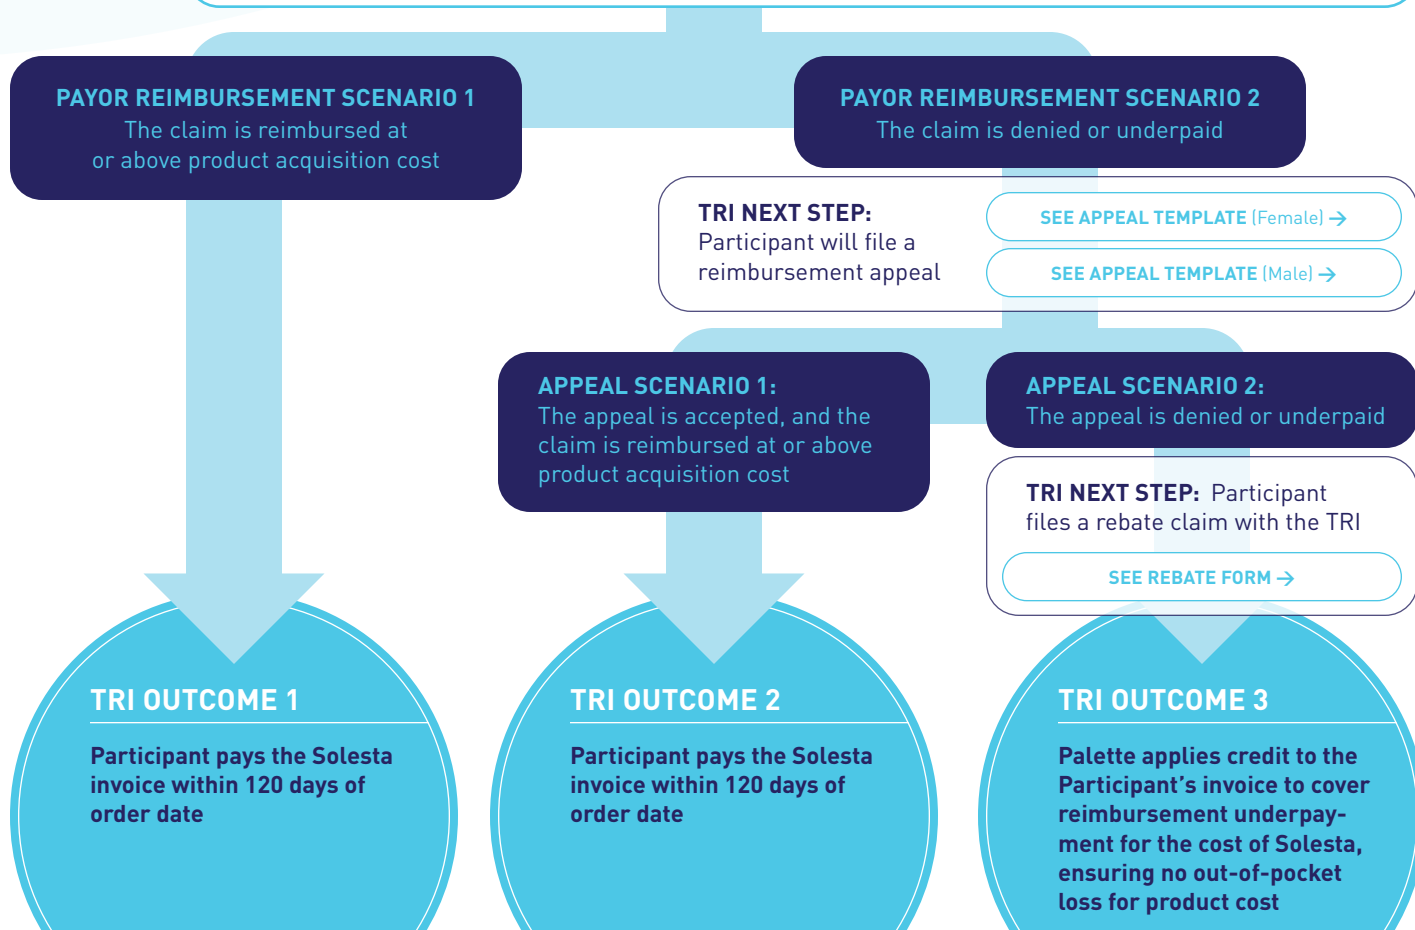 PAYOR REIMBURSEMENT SCENARIO 1
The claim is reimbursed at
or above product acquisition cost
PAYOR REIMBURSEMENT SCENARIO 2
The claim is denied or underpaid
TRI NEXT STEP:
Participant will file a
reimbursement appeal
SEE APPEAL TEMPLATE (Female) →
SEE APPEAL TEMPLATE (Male) →
APPEAL SCENARIO 1:
The appeal is accepted, and the
claim is reimbursed at or above
product acquisition cost
APPEAL SCENARIO 2:
The appeal is denied or underpaid
TRI NEXT STEP: Participant
files a rebate claim with the TRI
SEE REBATE FORM →
TRI OUTCOME 1
Participant pays the Solesta
invoice within 120 days of
order date
TRI OUTCOME 2
Participant pays the Solesta
invoice within 120 days of
order date
TRI OUTCOME 3
Palette applies credit to the
Participant's invoice to cover
reimbursement underpay-
ment for the cost of Solesta,
ensuring no out-of-pocket
loss for product cost